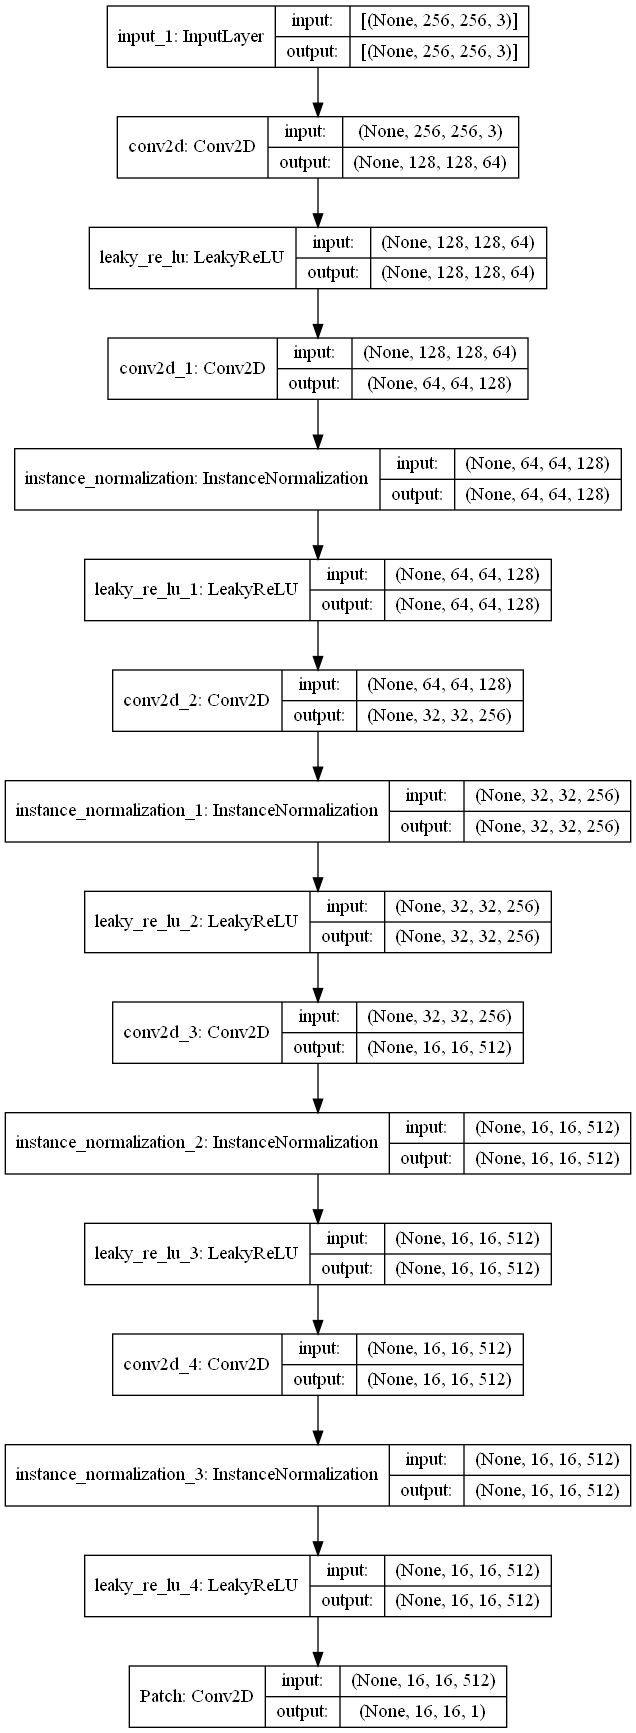 input_1: InputLayer
input: [(None, 256, 256, 3)]
output: [(None, 256, 256, 3)]
conv2d: Conv2D
input: (None, 256, 256, 3)
output: (None, 128, 128, 64)
leaky_re_lu: LeakyReLU
input: (None, 128, 128, 64)
output: (None, 128, 128, 64)
conv2d_1: Conv2D
input: (None, 128, 128, 64)
output: (None, 64, 64, 128)
instance_normalization: InstanceNormalization
input: (None, 64, 64, 128)
output: (None, 64, 64, 128)
leaky_re_lu_1: LeakyReLU
input: (None, 64, 64, 128)
output: (None, 64, 64, 128)
conv2d_2: Conv2D
input: (None, 64, 64, 128)
output: (None, 32, 32, 256)
instance_normalization_1: InstanceNormalization
input: (None, 32, 32, 256)
output: (None, 32, 32, 256)
leaky_re_lu_2: LeakyReLU
input: (None, 32, 32, 256)
output: (None, 32, 32, 256)
conv2d_3: Conv2D
input: (None, 32, 32, 256)
output: (None, 16, 16, 512)
instance_normalization_2: InstanceNormalization
input: (None, 16, 16, 512)
output: (None, 16, 16, 512)
leaky_re_lu_3: LeakyReLU
input: (None, 16, 16, 512)
output: (None, 16, 16, 512)
conv2d_4: Conv2D
input: (None, 16, 16, 512)
output: (None, 16, 16, 512)
instance_normalization_3: InstanceNormalization
input: (None, 16, 16, 512)
output: (None, 16, 16, 512)
leaky_re_lu_4: LeakyReLU
input: (None, 16, 16, 512)
output: (None, 16, 16, 512)
Patch: Conv2D
input: (None, 16, 16, 512)
output: (None, 16, 16, 1)